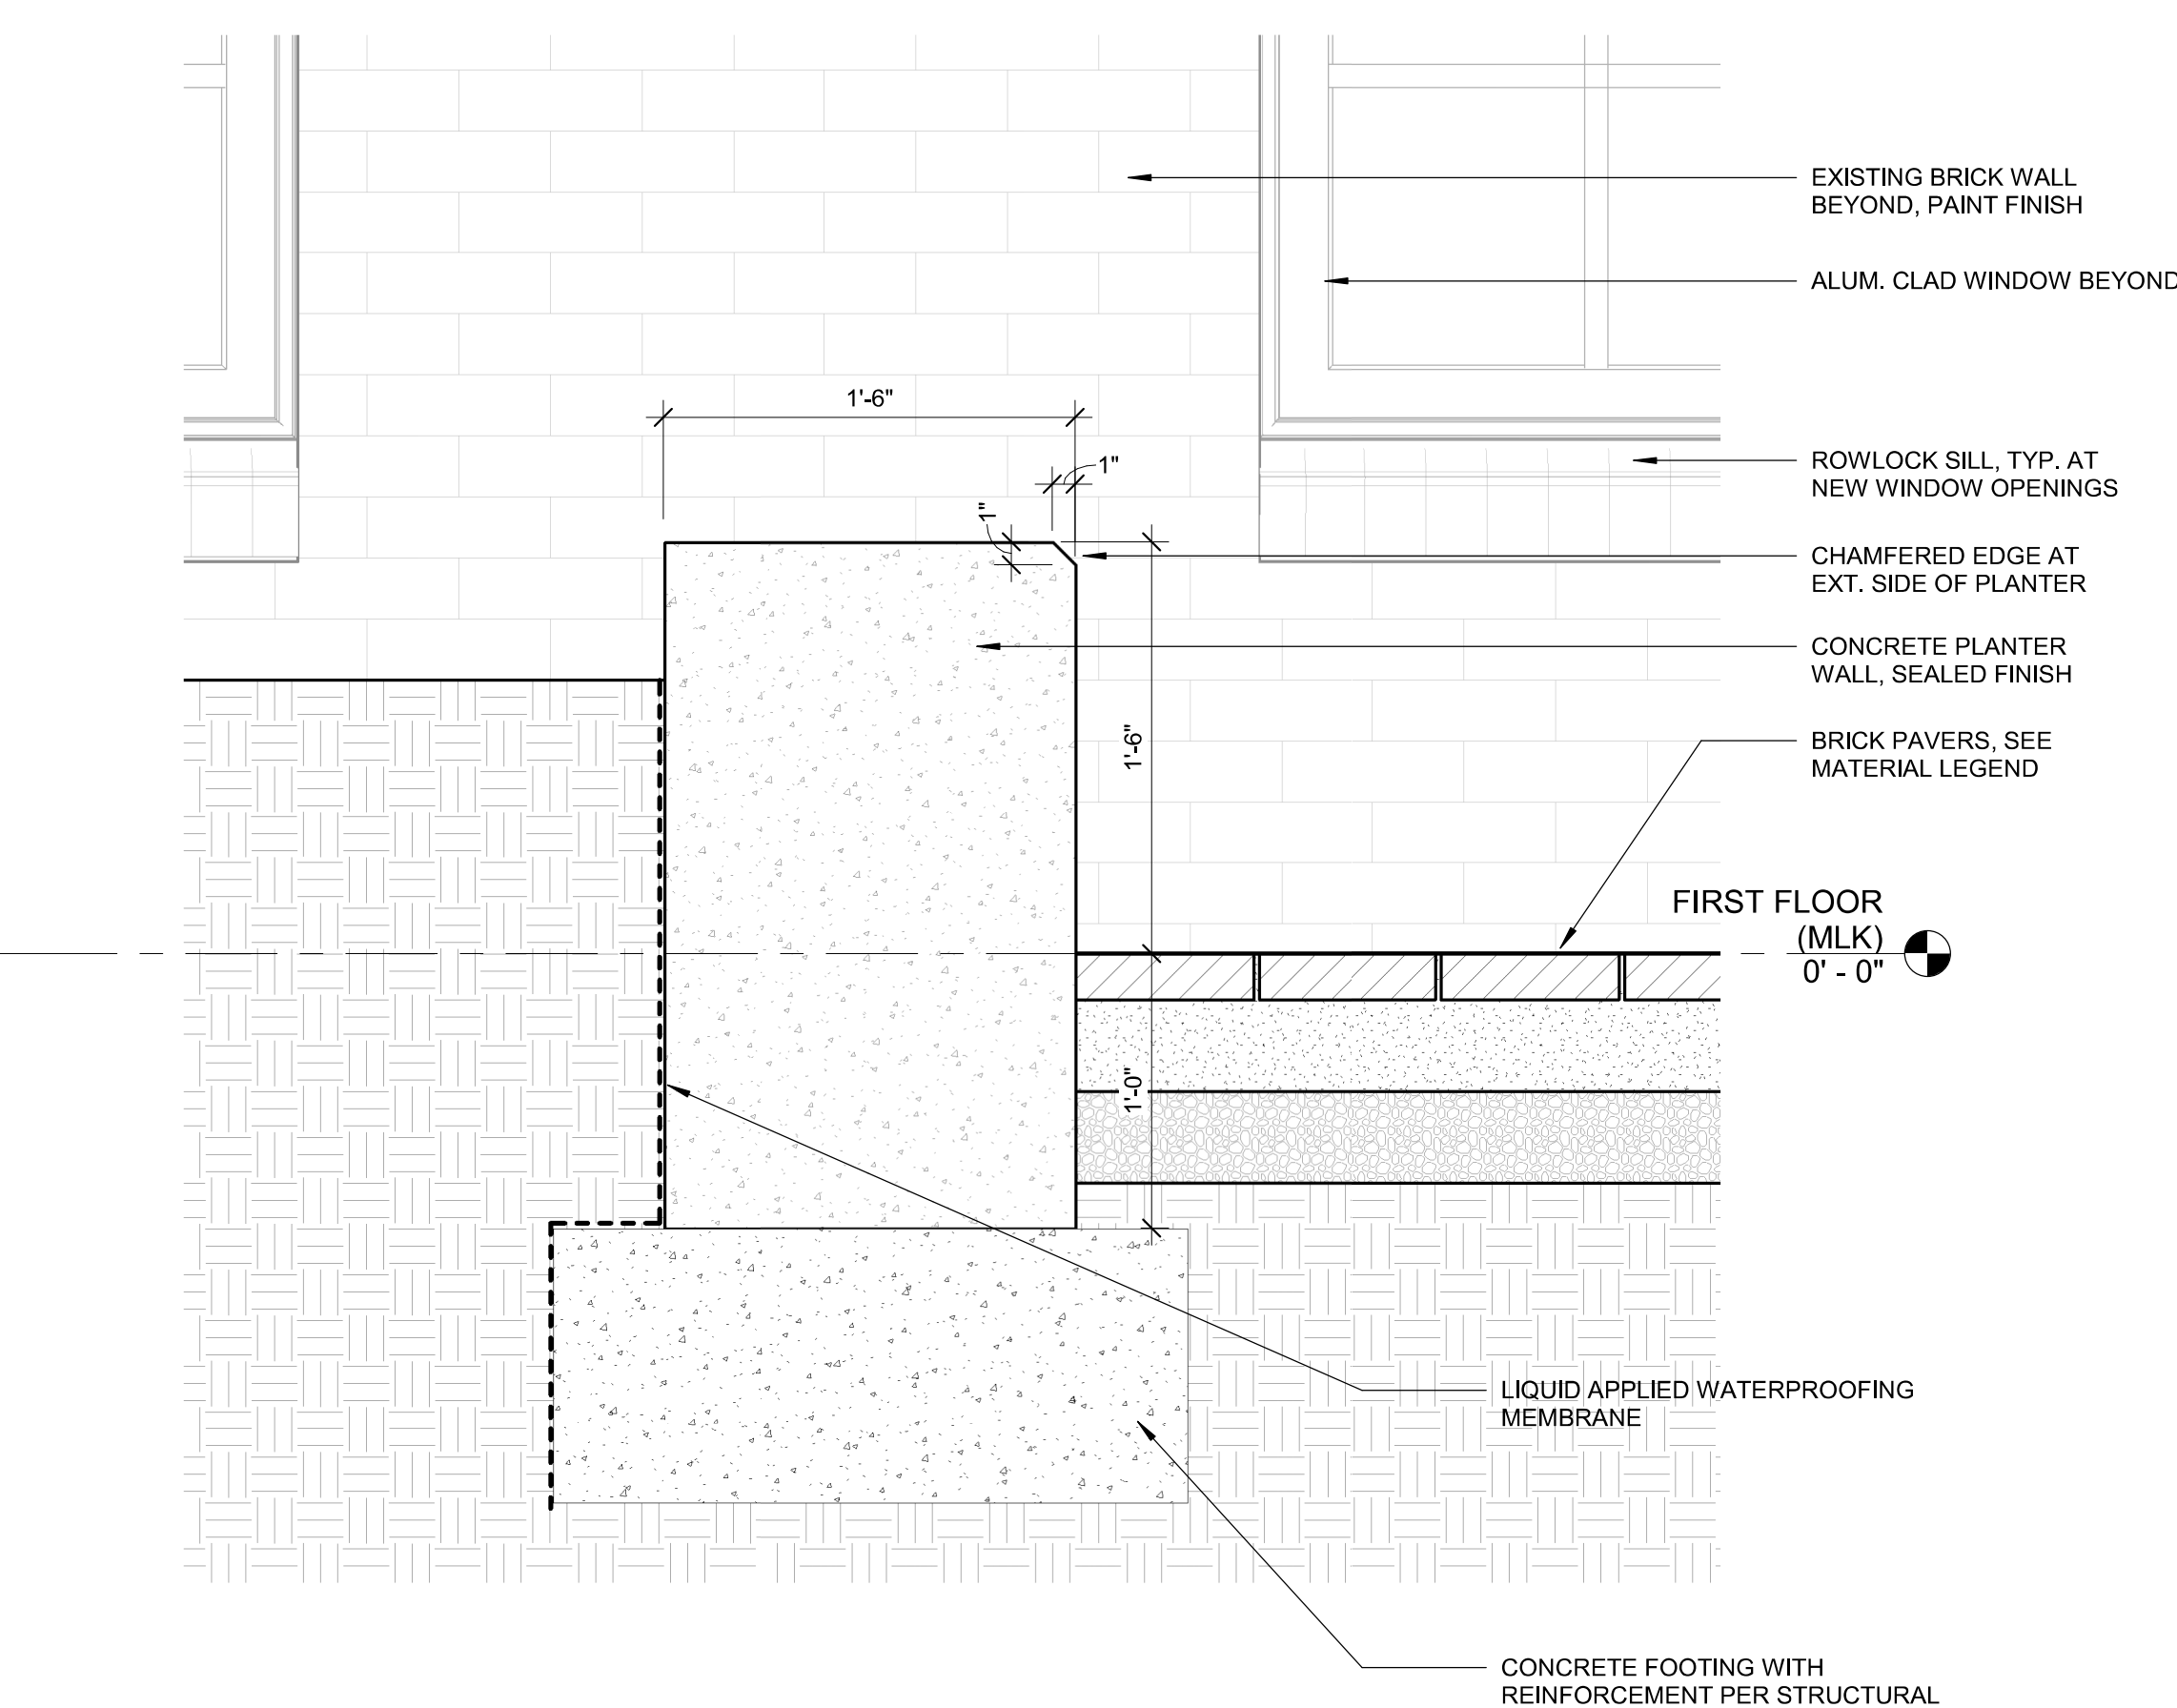 EXISTING BRICK WALL
BEYOND, PAINT FINISH
ALUM. CLAD WINDOW BEYOND
1'-6"
1"
1"
ROWLOCK SILL, TYP. AT
NEW WINDOW OPENINGS
CHAMFERED EDGE AT
EXT. SIDE OF PLANTER
CONCRETE PLANTER
WALL, SEALED FINISH
1'-6"
BRICK PAVERS, SEE
MATERIAL LEGEND
FIRST FLOOR
(MLK)
0' - 0"
1'-0"
LIQUID APPLIED WATERPROOFING
MEMBRANE
CONCRETE FOOTING WITH
REINFORCEMENT PER STRUCTURAL